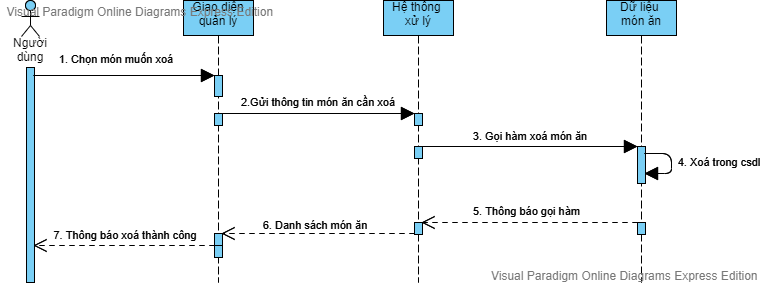 Visual Paradigm Online Diagrams Express Edition
Người
dùng
Giao diện
quản lý
Hệ thống
xử lý
Dữ liệu
món ăn
1. Chọn món muốn xoá
2.Gửi thông tin món ăn cần xoá
3. Gọi hàm xoá món ăn
4. Xoá trong csdl
5. Thông báo gọi hàm
6. Danh sách món ăn
7. Thông báo xoá thành công
Visual Paradigm Online Diagrams Express Edition